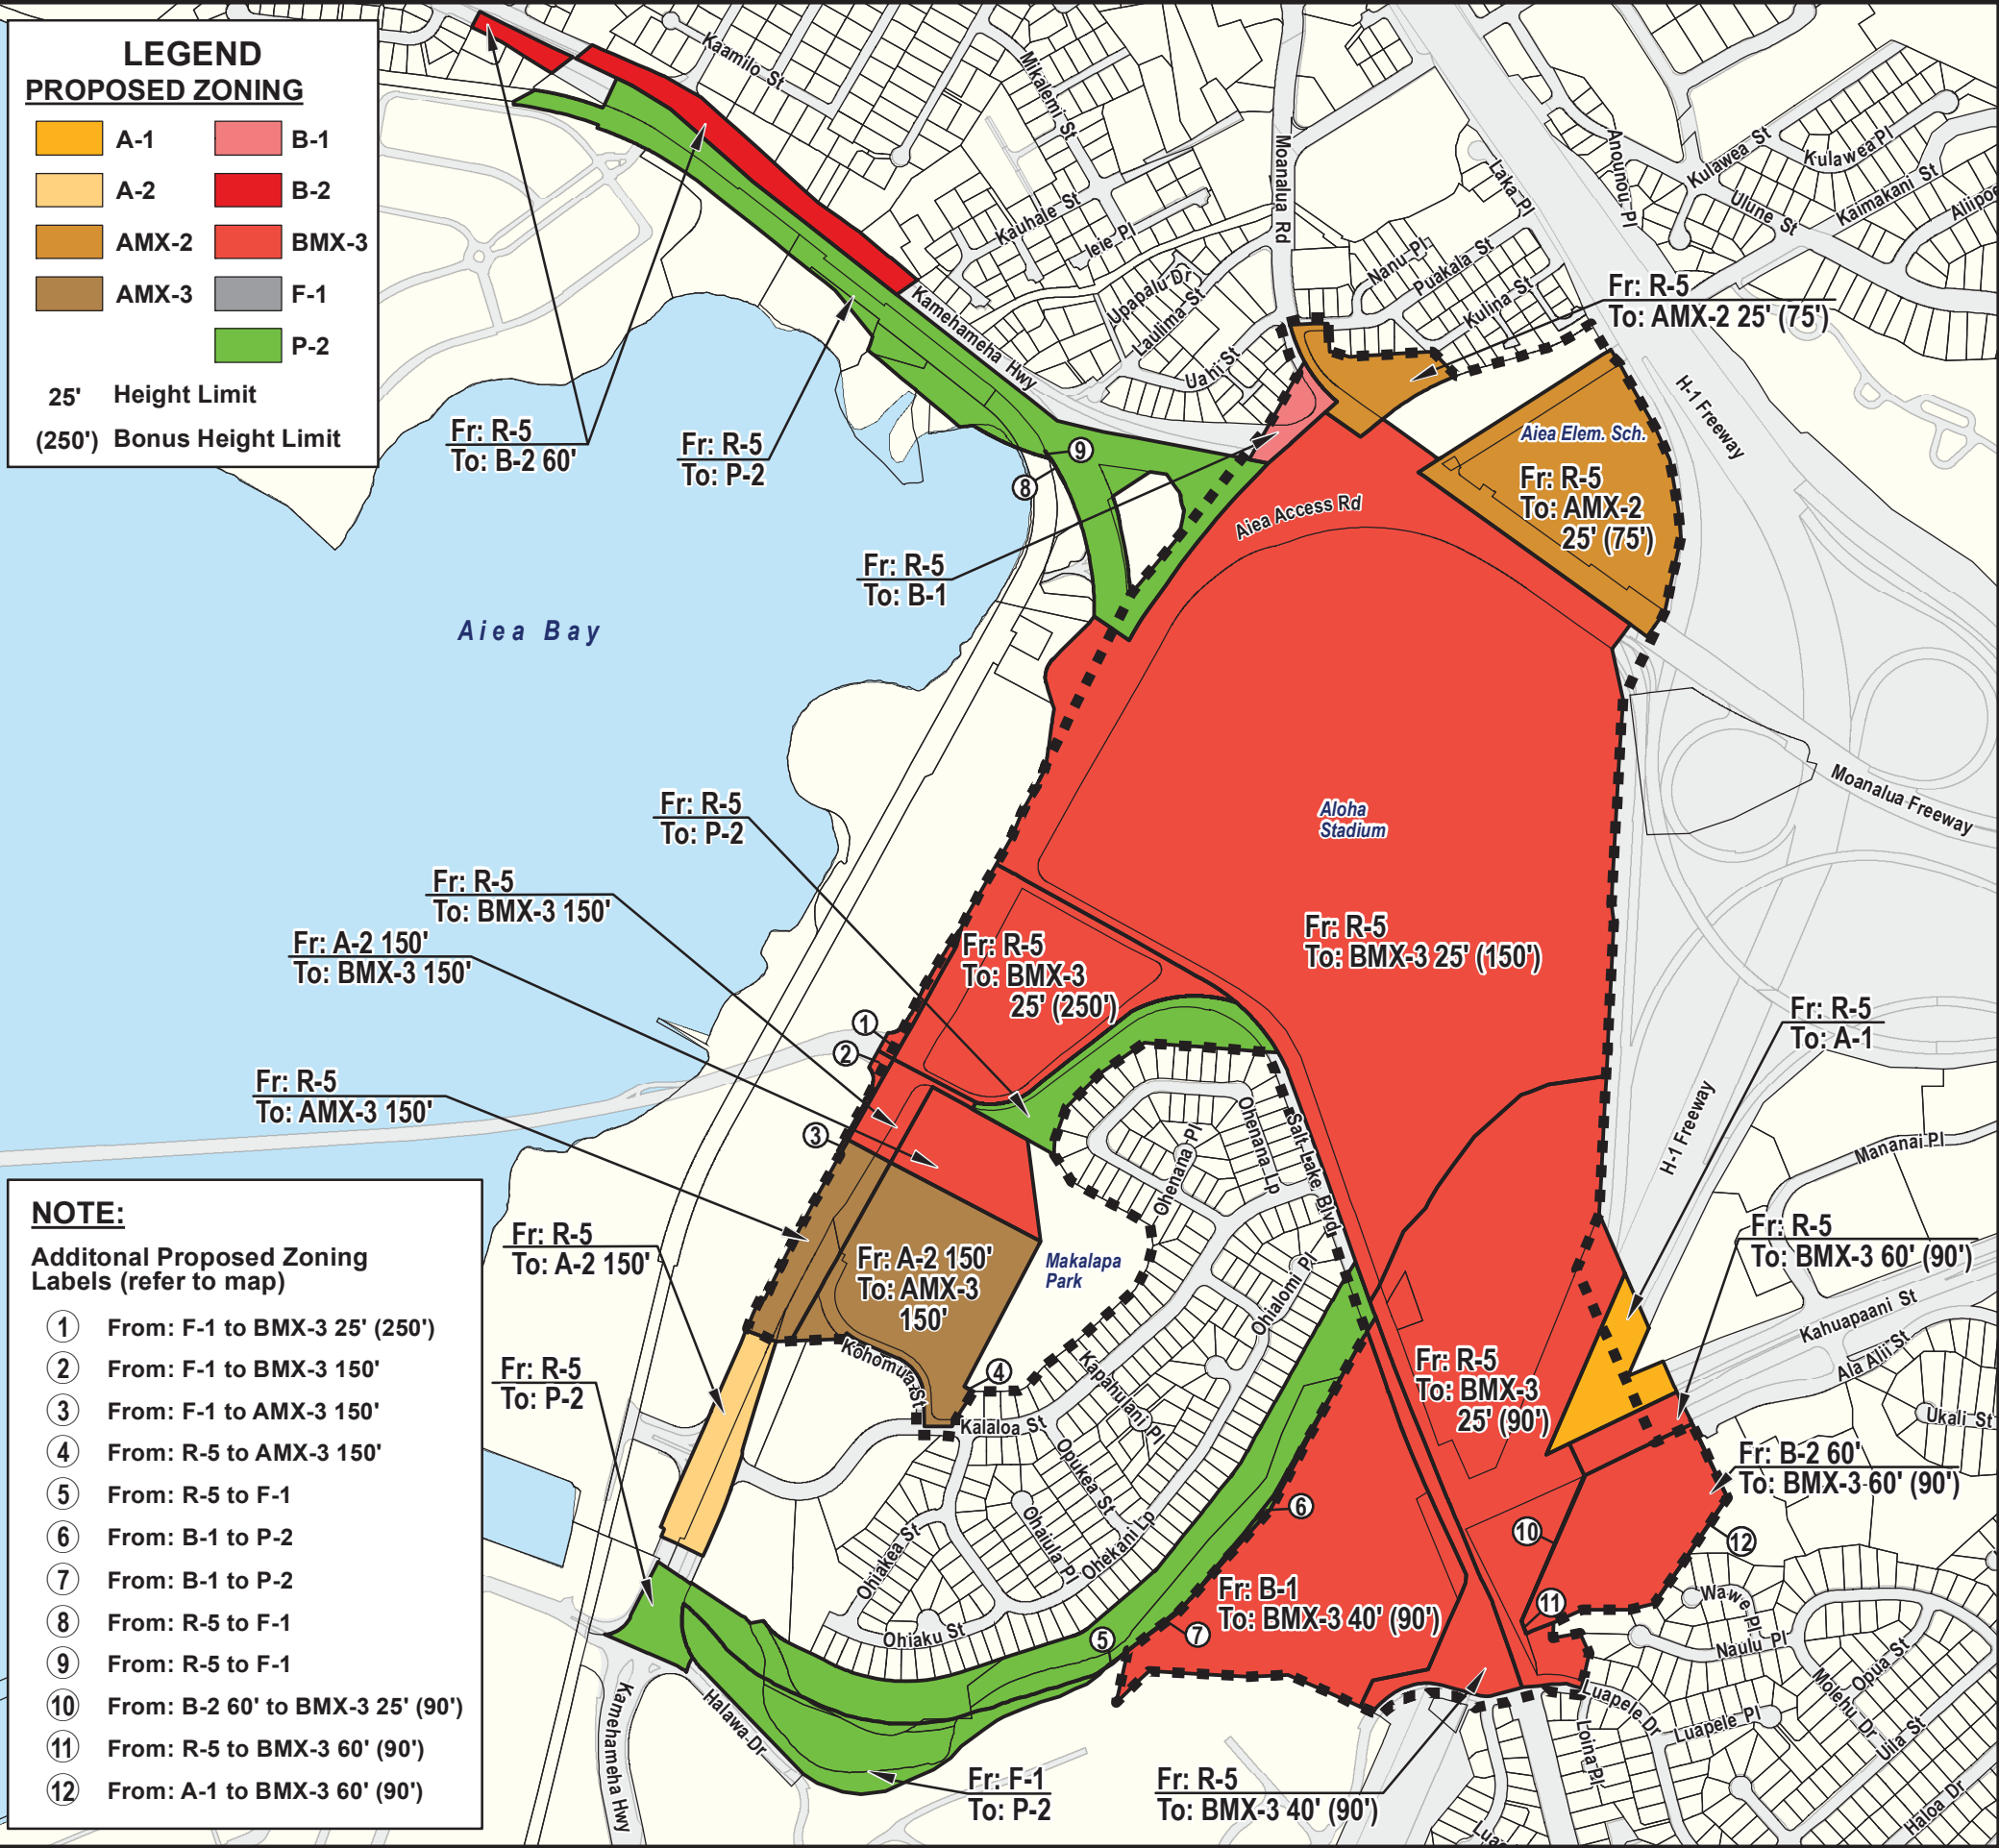 LEGEND
PROPOSED ZONING
A-1
B-1
A-2
B-2
AMX-2
BMX-3
AMX-3
F-1
P-2
25' Height Limit
(250') Bonus Height Limit
Kaamilo St
Mikalemi St
Moanalua Rd
Laka Pl
Anounou Pl
Kulawea St
Kulawea Pl
Ulune St
Kaimakani St
Kauhale St
Ieie Pl
Upapalu Dr
Laulima St
Uahi St
Nanu Pl
Puakala St
Kulina St
Kamehameha Hwy
H-1 Freeway
Fr: R-5
To: AMX-2 25' (75')
Fr: R-5
To: B-2 60'
Fr: R-5
To: P-2
9
8
Aiea Elem. Sch.
Fr: R-5
To: AMX-2
25' (75')
Aiea Access Rd
Fr: R-5
To: B-1
Aiea Bay
Moanalua Freeway
Aloha
Stadium
Fr: R-5
To: P-2
Fr: R-5
To: BMX-3 150'
Fr: A-2 150'
To: BMX-3 150'
Fr: R-5
To: BMX-3
25' (250')
Fr: R-5
To: BMX-3 25' (150')
Fr: R-5
To: A-1
1
2
3
Fr: R-5
To: AMX-3 150'
H-1 Freeway
Mananai Pl
Ohenana Pl
Ohenana Lp
Salt Lake Blvd
Fr: R-5
To: BMX-3 60' (90')
Fr: R-5
To: A-2 150'
Fr: A-2 150'
To: AMX-3
150'
Makalapa
Park
Ohialomi Pl
Kahuapaani St
Ala Alii St
Ukali St
Kohomua St
4
Kapahulani Pl
Fr: R-5
To: BMX-3
25' (90')
Fr: R-5
To: P-2
Kalaloa St
Opukea St
Fr: B-2 60'
To: BMX-3 60' (90')
Ohiakea St
Ohaiula Pl
Ohekani Lp
6
10
12
Ohiaku St
5
7
Fr: B-1
To: BMX-3 40' (90')
11
Wawe Pl
Naulu Pl
Opua St
Molehu Dr
Luapele Dr
Luapele Pl
Loina Pl
Ulla St
Haloa Dr
Kamehameha Hwy
Halawa Dr
Fr: F-1
To: P-2
Fr: R-5
To: BMX-3 40' (90')
NOTE:
Additonal Proposed Zoning
Labels (refer to map)
1 From: F-1 to BMX-3 25' (250')
2 From: F-1 to BMX-3 150'
3 From: F-1 to AMX-3 150'
4 From: R-5 to AMX-3 150'
5 From: R-5 to F-1
6 From: B-1 to P-2
7 From: B-1 to P-2
8 From: R-5 to F-1
9 From: R-5 to F-1
10 From: B-2 60' to BMX-3 25' (90')
11 From: R-5 to BMX-3 60' (90')
12 From: A-1 to BMX-3 60' (90')